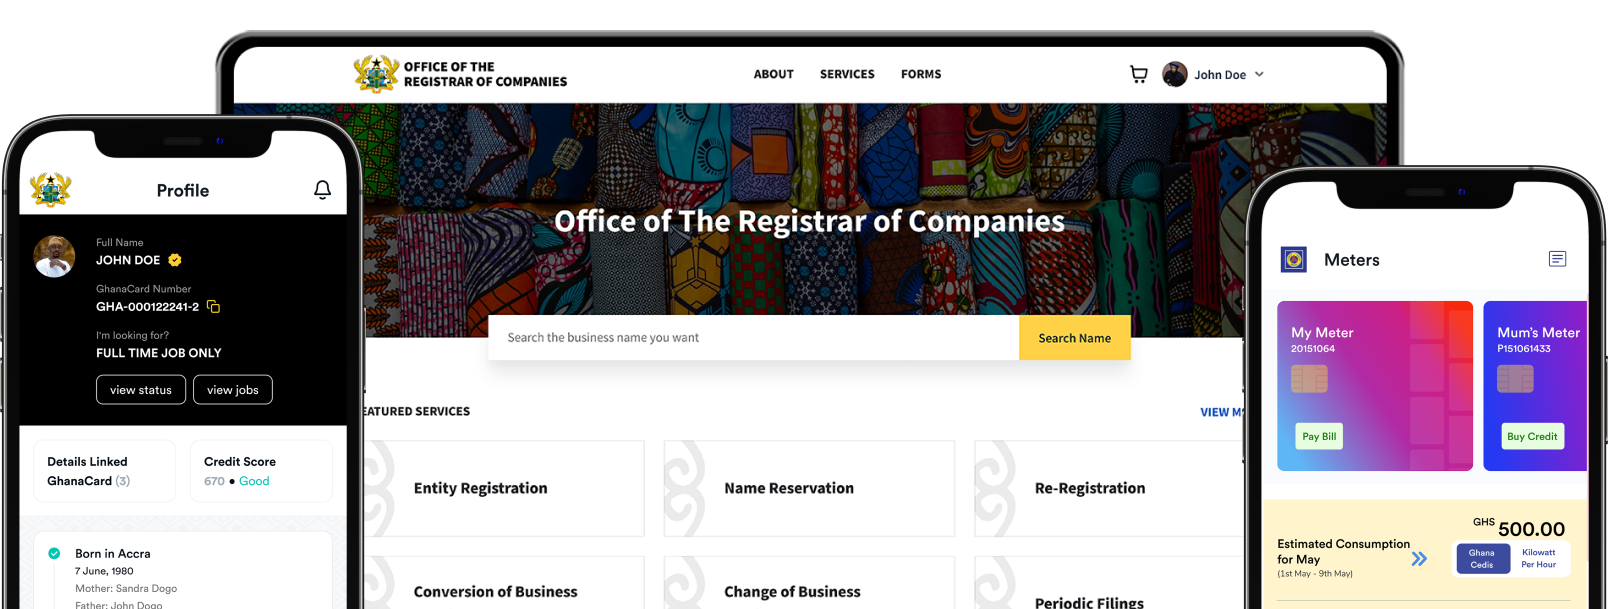 OFFICE OF THE
REGISTRAR OF COMPANIES
ABOUT
SERVICES
FORMS
John Doe
Office of The Registrar of Companies
Search the business name you want
Search Name
EATURED SERVICES
VIEW M
Entity Registration
Name Reservation
Re-Registration
Conversion of Business
Change of Business
Periodic Filings
Profile
Full Name
JOHN DOE
GhanaCard Number
GHA-000122241-2
I'm looking for?
FULL TIME JOB ONLY
view status
view jobs
Details Linked
GhanaCard (3)
Credit Score
670 • Good
Born in Accra
7 June, 1980
Mother: Sandra Dogo
Father: John Dogo
Meters
My Meter
20151064
Pay Bill
Mum's Meter
P151061433
Buy Credit
Estimated Consumption
for May
(1st May - 9th May)
GHS 500.00
Ghana
Cedis
Kilowatt
Per Hour